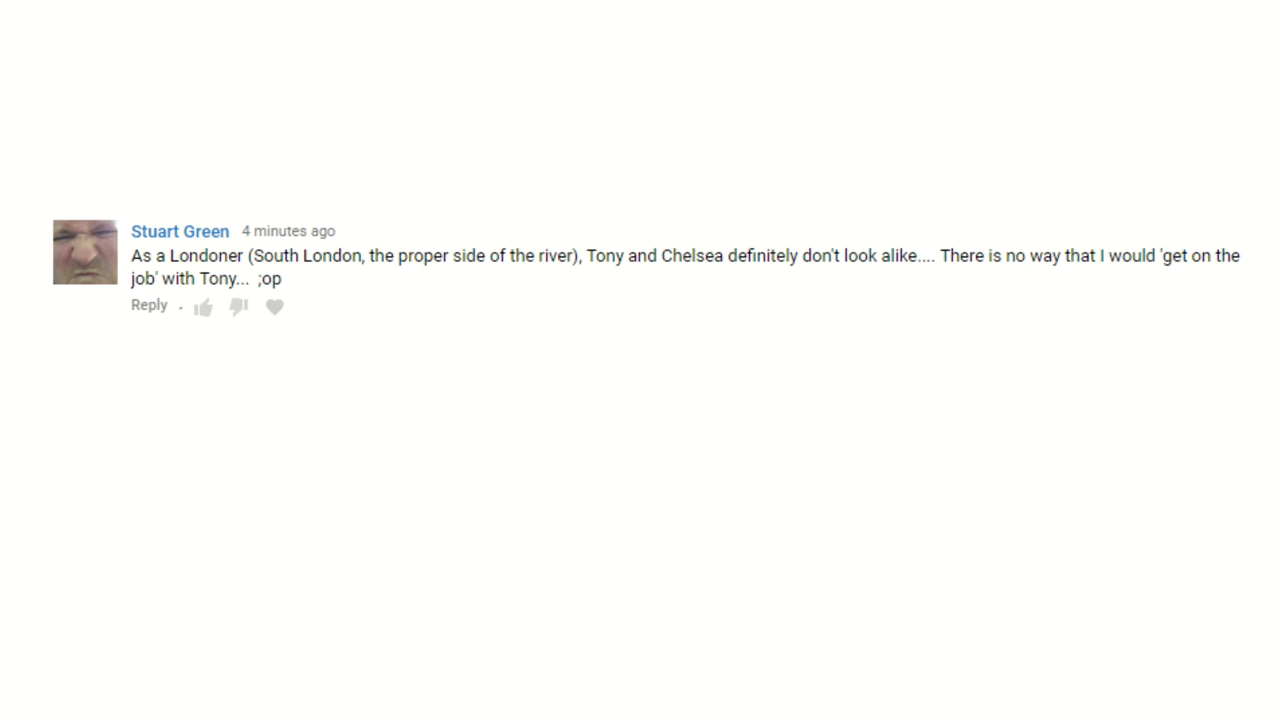 Stuart Green 4 minutes ago
As a Londoner (South London, the proper side of the river), Tony and Chelsea definitely don't look alike.... There is no way that I would 'get on the
job' with Tony... ;op
Reply .